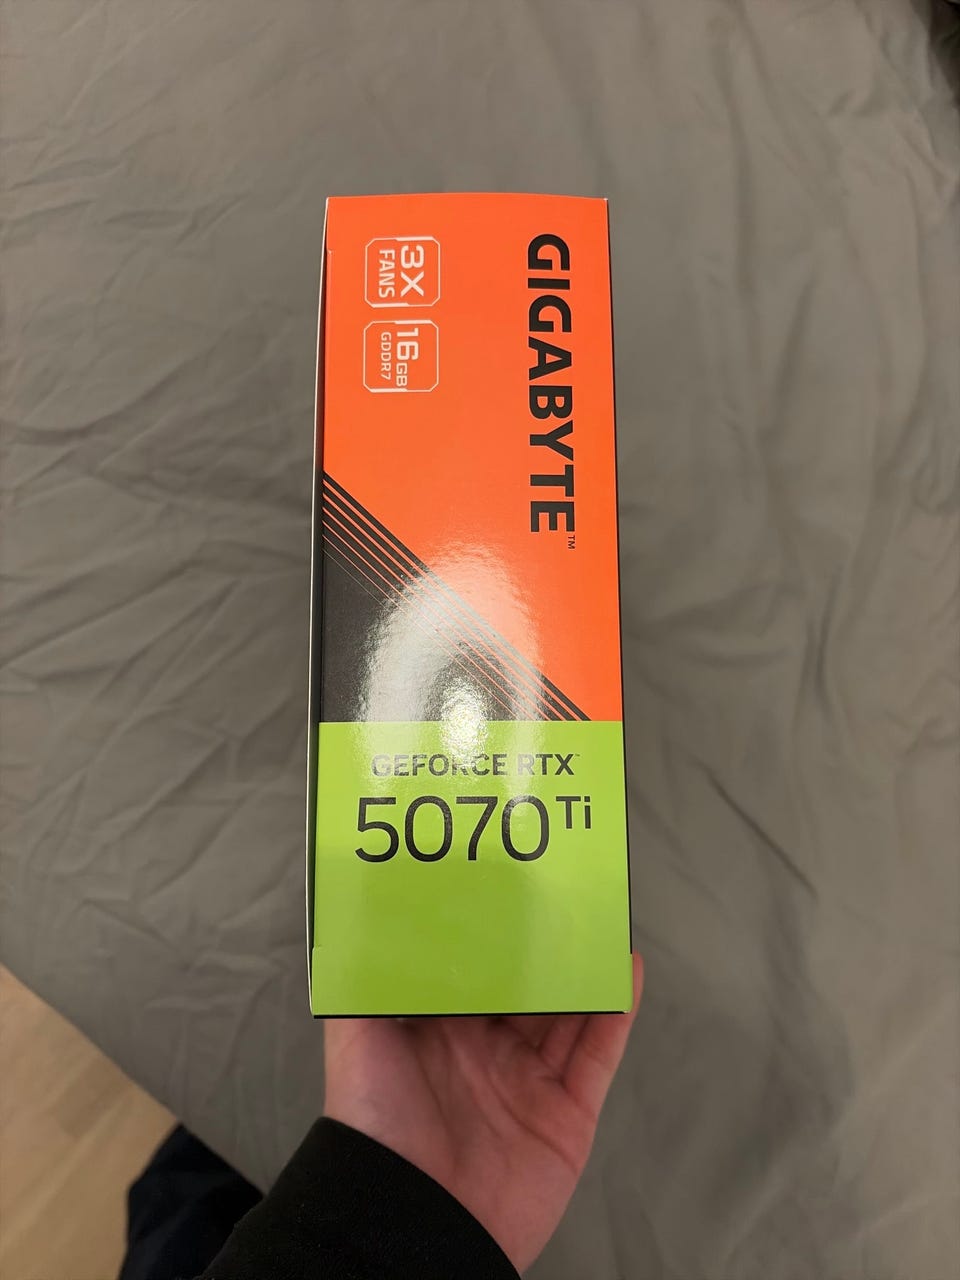 GIGABYTE™
3X
FANS
16GB
GDDR7
GEFORCE RTX™
5070 Ti